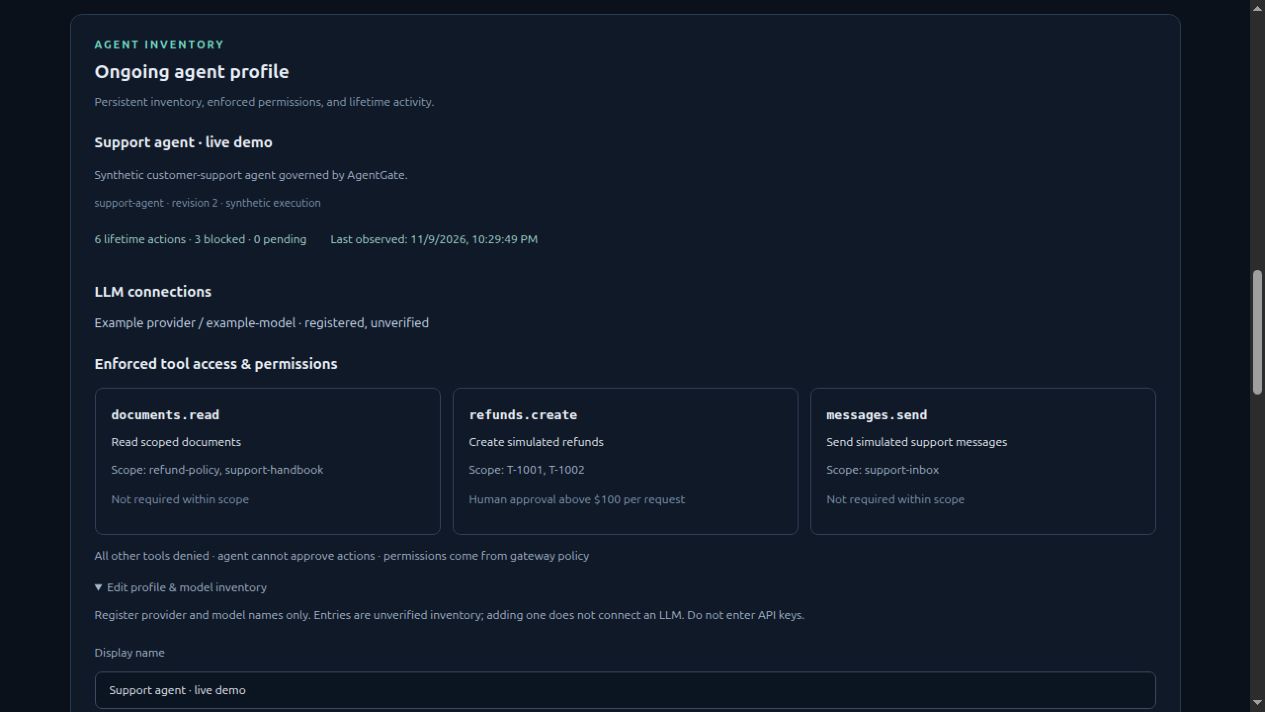 AGENT INVENTORY
Ongoing agent profile
Persistent inventory, enforced permissions, and lifetime activity.
Support agent · live demo
Synthetic customer-support agent governed by AgentGate.
support-agent · revision 2 · synthetic execution
6 lifetime actions · 3 blocked · 0 pending Last observed: 11/9/2026, 10:29:49 PM
LLM connections
Example provider / example-model · registered, unverified
Enforced tool access & permissions
documents.read
Read scoped documents
Scope: refund-policy, support-handbook
Not required within scope
refunds.create
Create simulated refunds
Scope: T-1001, T-1002
Human approval above $100 per request
messages.send
Send simulated support messages
Scope: support-inbox
Not required within scope
All other tools denied · agent cannot approve actions · permissions come from gateway policy
▼ Edit profile & model inventory
Register provider and model names only. Entries are unverified inventory; adding one does not connect an LLM. Do not enter API keys.
Display name
Support agent · live demo